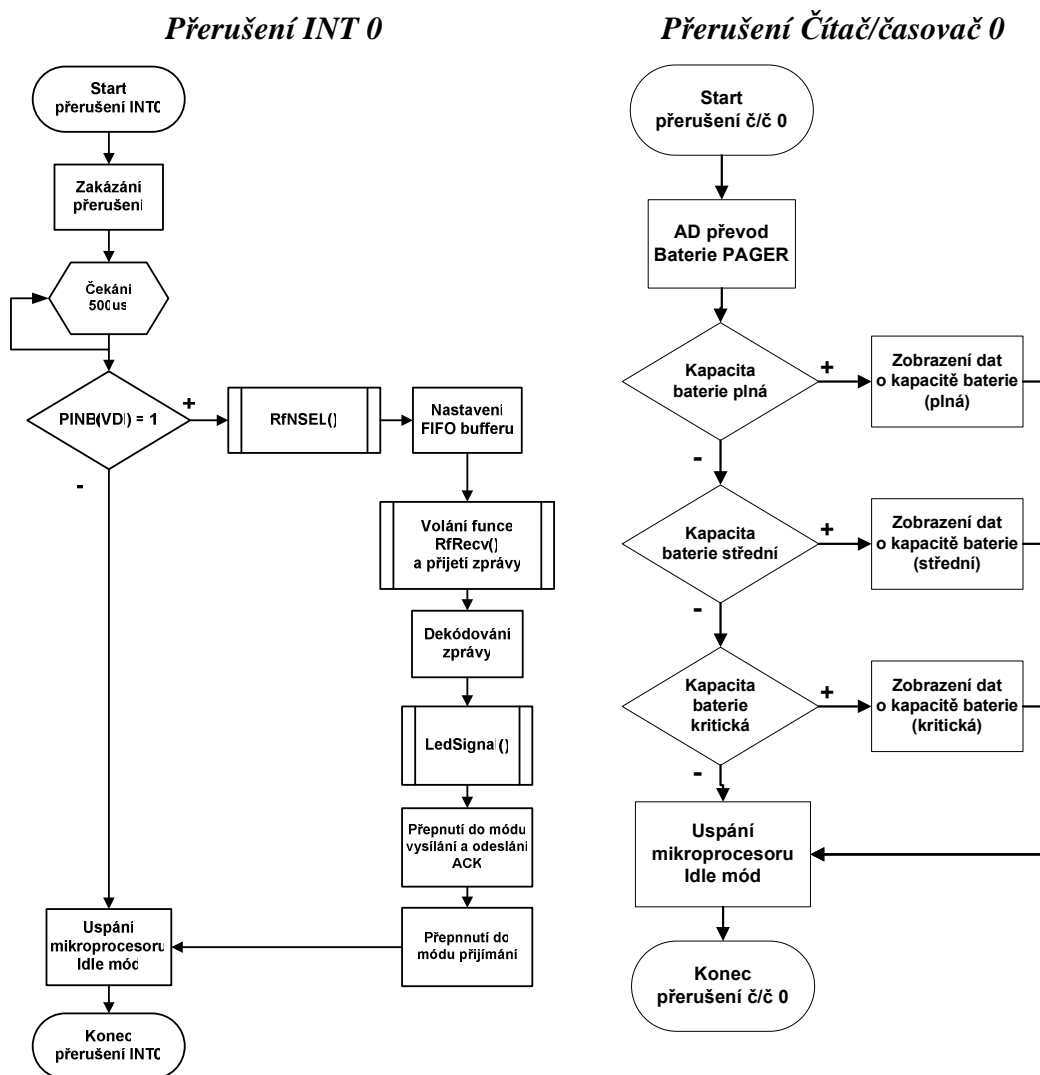 Přerušení INT 0
Start
přerušení INT0
Zakázání
přerušení
Čekání
500us
PINB(VDI) = 1
+
-
RfNSEL()
Nastavení
FIFO bufferu
Volání funce
RfRecv()
a přijetí zprávy
Dekódování
zprávy
LedSignal()
Přepnutí do módu
vysílání a odeslání
ACK
Přepnnutí do
módu přijímání
Uspání
mikroprocesoru
Idle mód
Konec
přerušení INT0
Přerušení Čítač/časovač 0
Start
přerušení č/č 0
AD převod
Baterie PAGER
Kapacita
baterie plná
+
-
Zobrazení dat
o kapacitě baterie
(plná)
Kapacita
baterie střední
+
-
Zobrazení dat
o kapacitě baterie
(střední)
Kapacita
baterie
kritická
+
-
Zobrazení dat
o kapacitě baterie
(kritická)
Uspání
mikroprocesoru
Idle mód
Konec
přerušení č/č 0